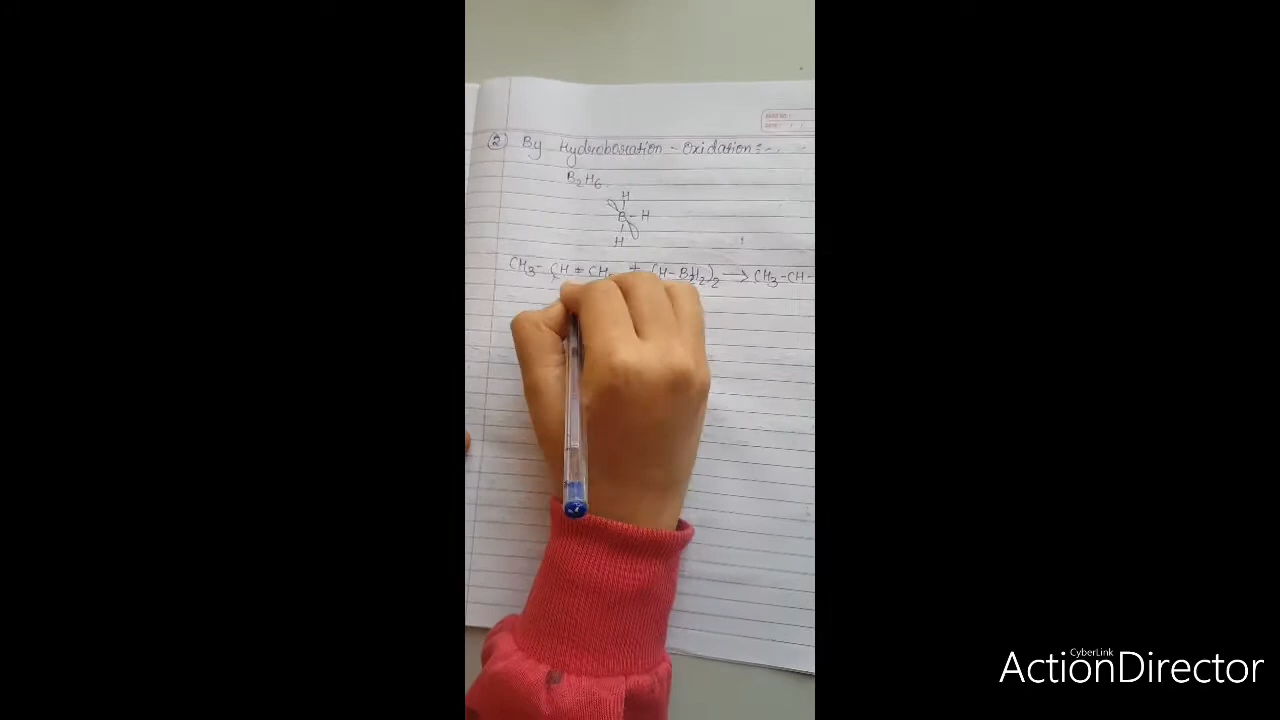 ② By Hydroboration - Oxidation :-
B₂H₆
H
B - H
H
CH₃ - CH = CH₂ + (H - BH₂)₂ → CH₃ - CH -
CyberLink
ActionDirector